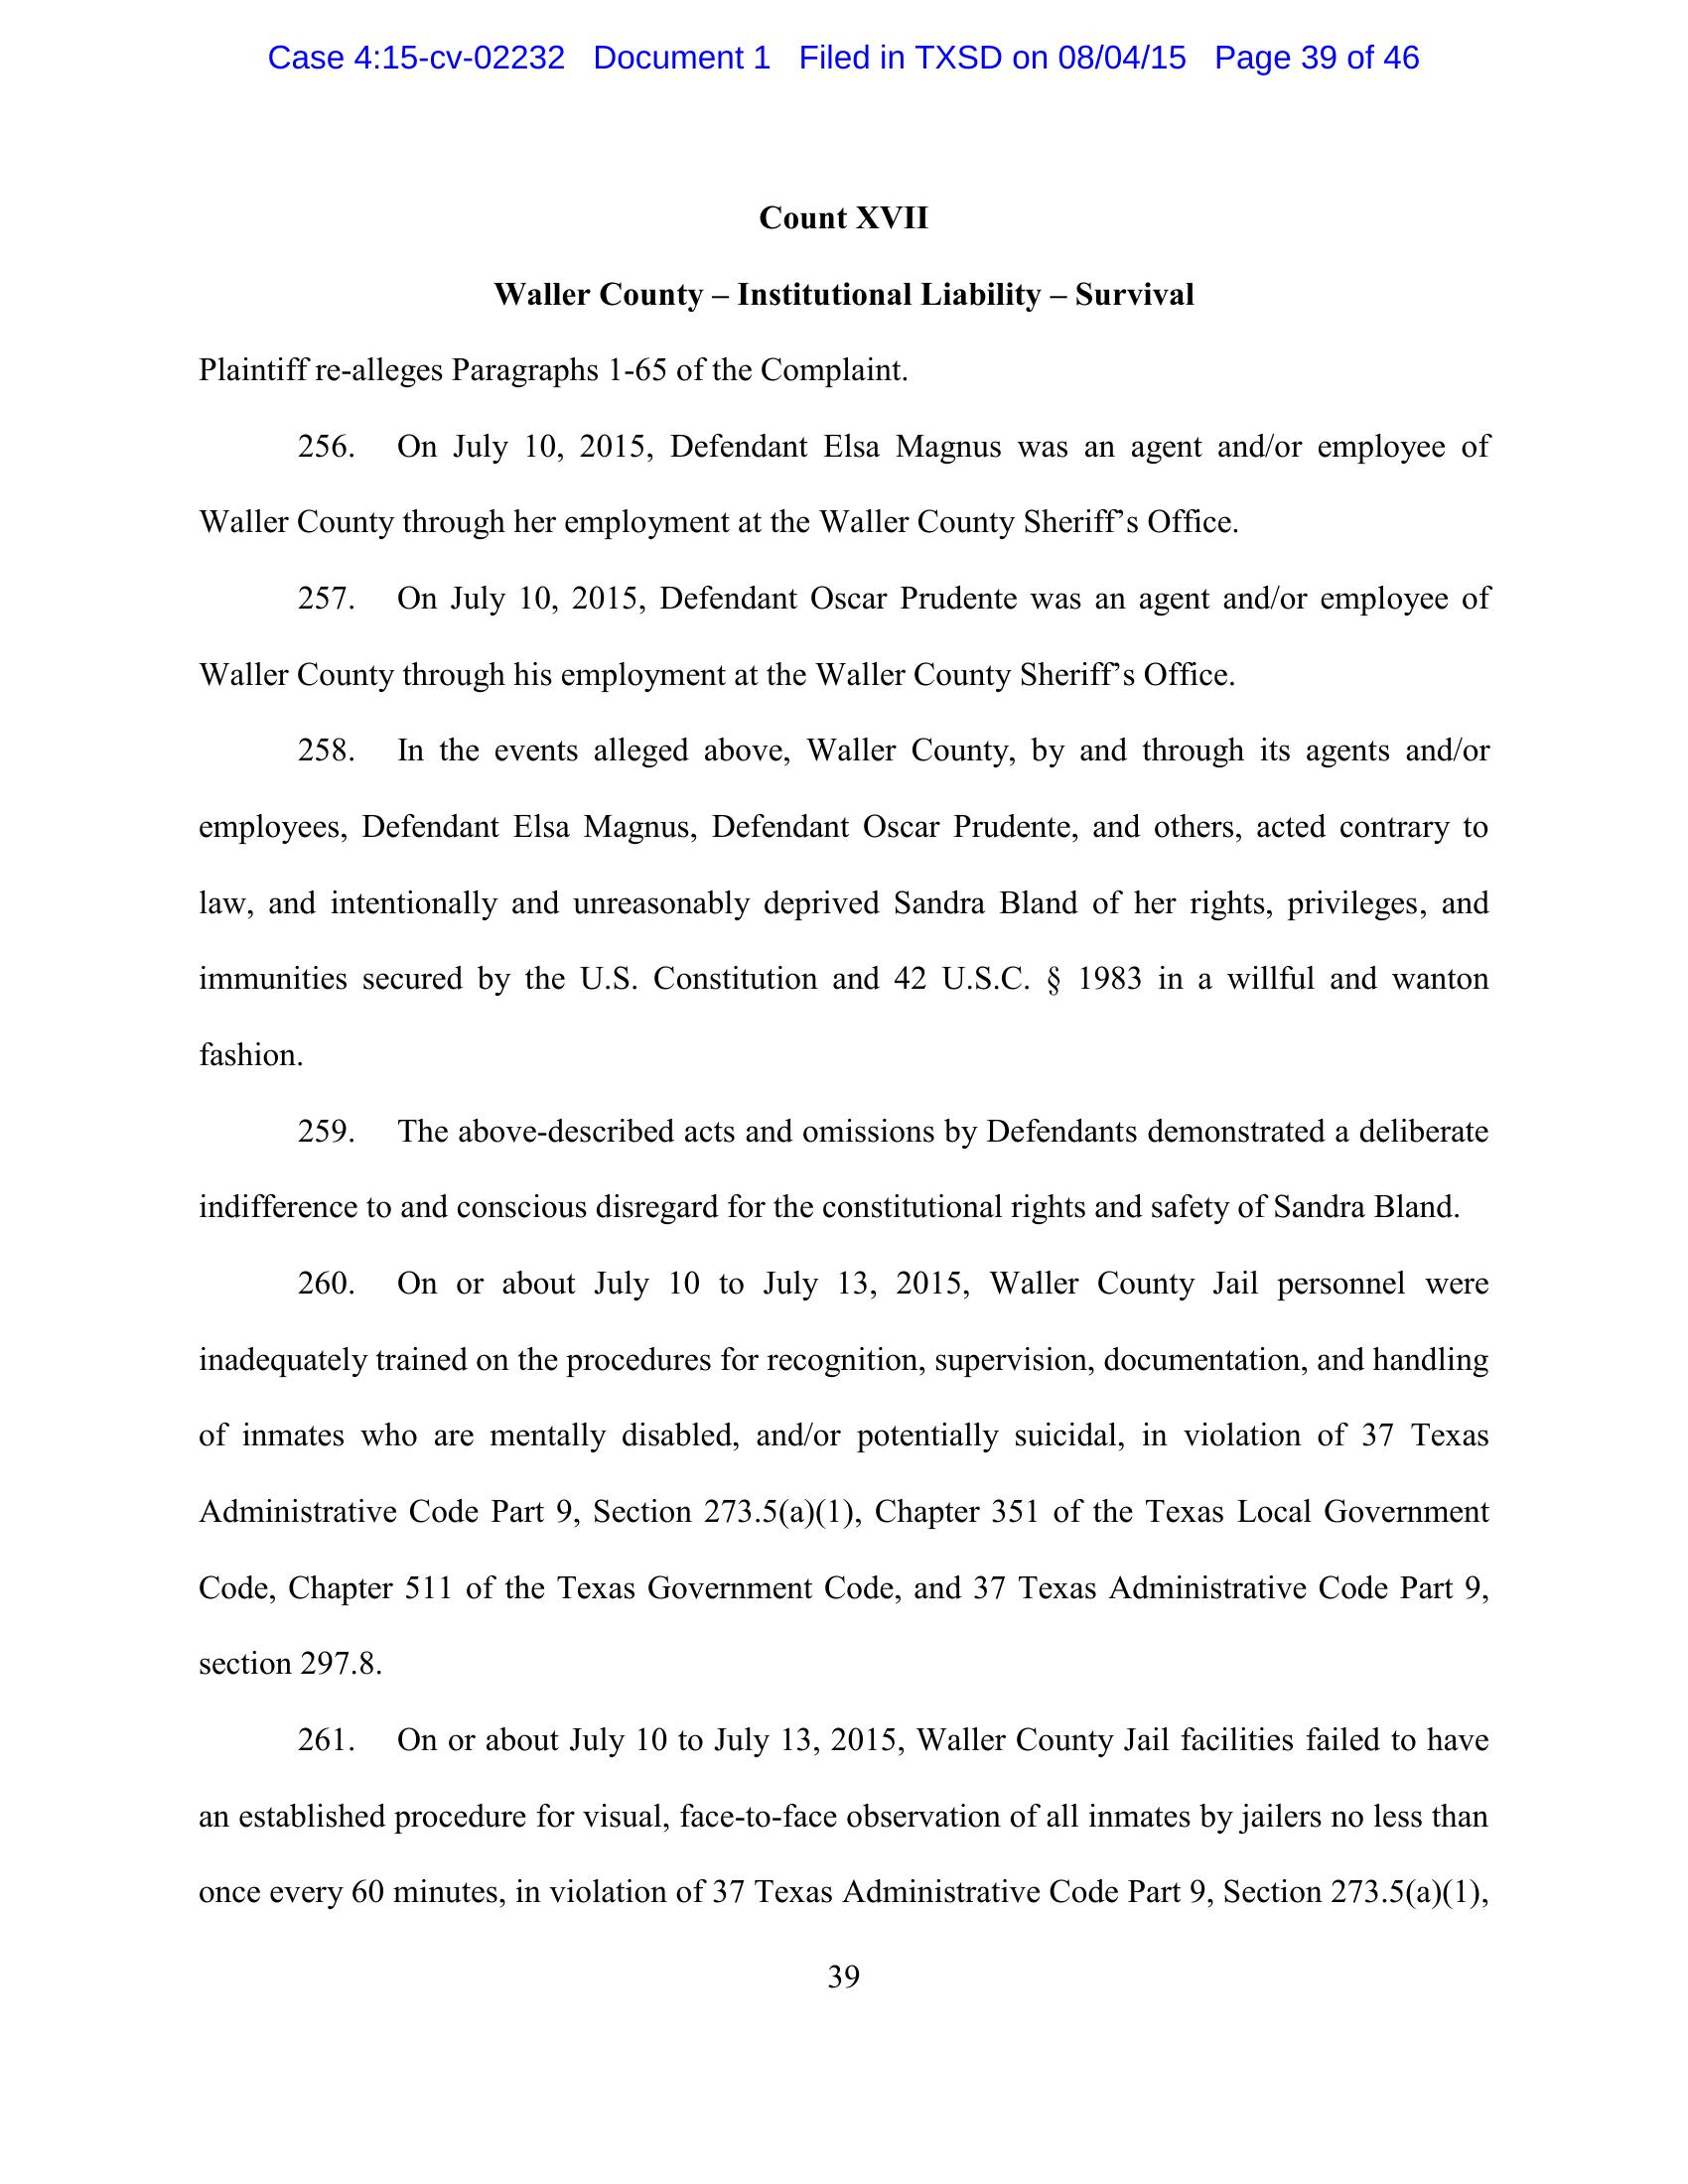 Case 4:15-cv-02232 Document 1 Filed in TXSD on 08/04/15 Page 39 of 46
Count XVII
Waller County – Institutional Liability – Survival
Plaintiff re-alleges Paragraphs 1-65 of the Complaint.
256. On July 10, 2015, Defendant Elsa Magnus was an agent and/or employee of
Waller County through her employment at the Waller County Sheriff’s Office.
257. On July 10, 2015, Defendant Oscar Prudente was an agent and/or employee of
Waller County through his employment at the Waller County Sheriff’s Office.
258. In the events alleged above, Waller County, by and through its agents and/or
employees, Defendant Elsa Magnus, Defendant Oscar Prudente, and others, acted contrary to
law, and intentionally and unreasonably deprived Sandra Bland of her rights, privileges, and
immunities secured by the U.S. Constitution and 42 U.S.C. § 1983 in a willful and wanton
fashion.
259. The above-described acts and omissions by Defendants demonstrated a deliberate
indifference to and conscious disregard for the constitutional rights and safety of Sandra Bland.
260. On or about July 10 to July 13, 2015, Waller County Jail personnel were
inadequately trained on the procedures for recognition, supervision, documentation, and handling
of inmates who are mentally disabled, and/or potentially suicidal, in violation of 37 Texas
Administrative Code Part 9, Section 273.5(a)(1), Chapter 351 of the Texas Local Government
Code, Chapter 511 of the Texas Government Code, and 37 Texas Administrative Code Part 9,
section 297.8.
261. On or about July 10 to July 13, 2015, Waller County Jail facilities failed to have
an established procedure for visual, face-to-face observation of all inmates by jailers no less than
once every 60 minutes, in violation of 37 Texas Administrative Code Part 9, Section 273.5(a)(1),
39